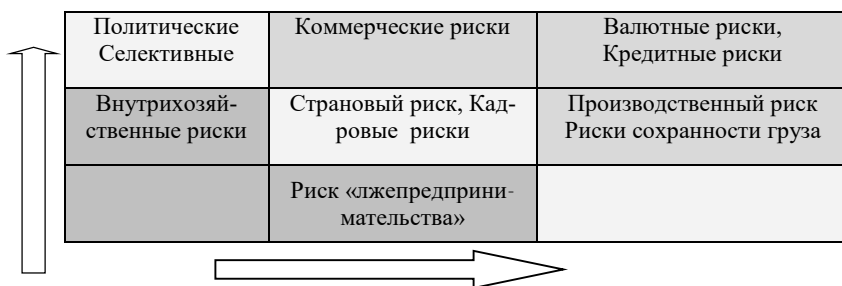 Политические
Селективные
Коммерческие риски
Валютные риски,
Кредитные риски
Внутрихозяй-
ственные риски
Страновый риск, Кад-
ровые риски
Производственный риск
Риски сохранности груза
Риск «лжепредприни-
мательства»